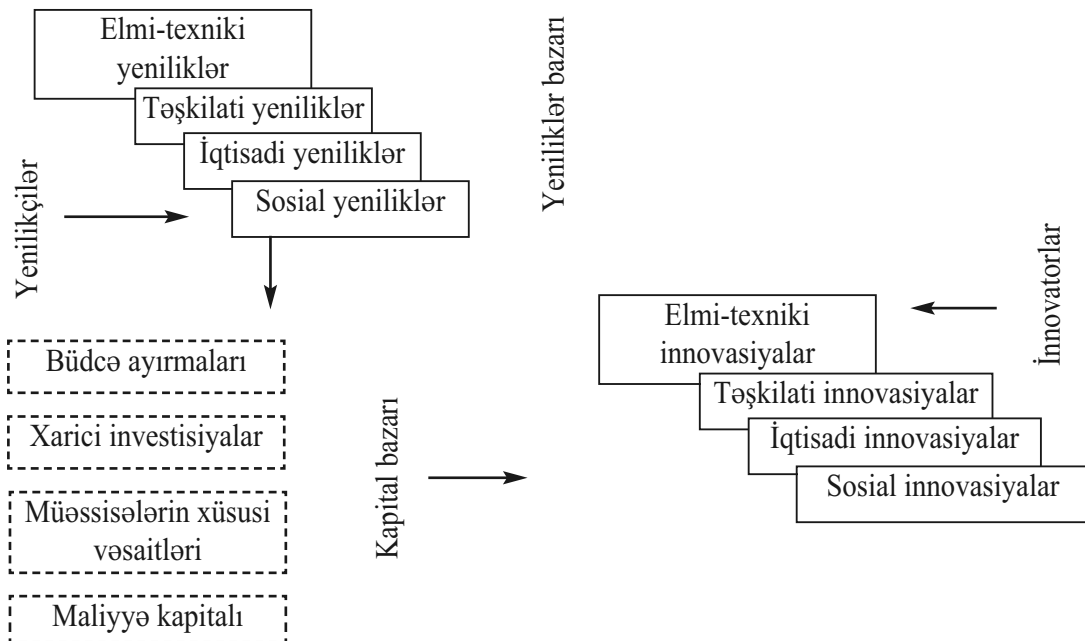 Elmi-texniki
yeniliklər
Təşkilati yeniliklər
İqtisadi yeniliklər
Sosial yeniliklər
Yenilikçilər
Yeniliklər bazarı
Büdcə ayırmaları
Xarici investisiyalar
Müəssisələrin xüsusi
vəsaitləri
Maliyyə kapitalı
Kapital bazarı
Elmi-texniki
innovasiyalar
Təşkilati innovasiyalar
İqtisadi innovasiyalar
Sosial innovasiyalar
İnnovatorlar